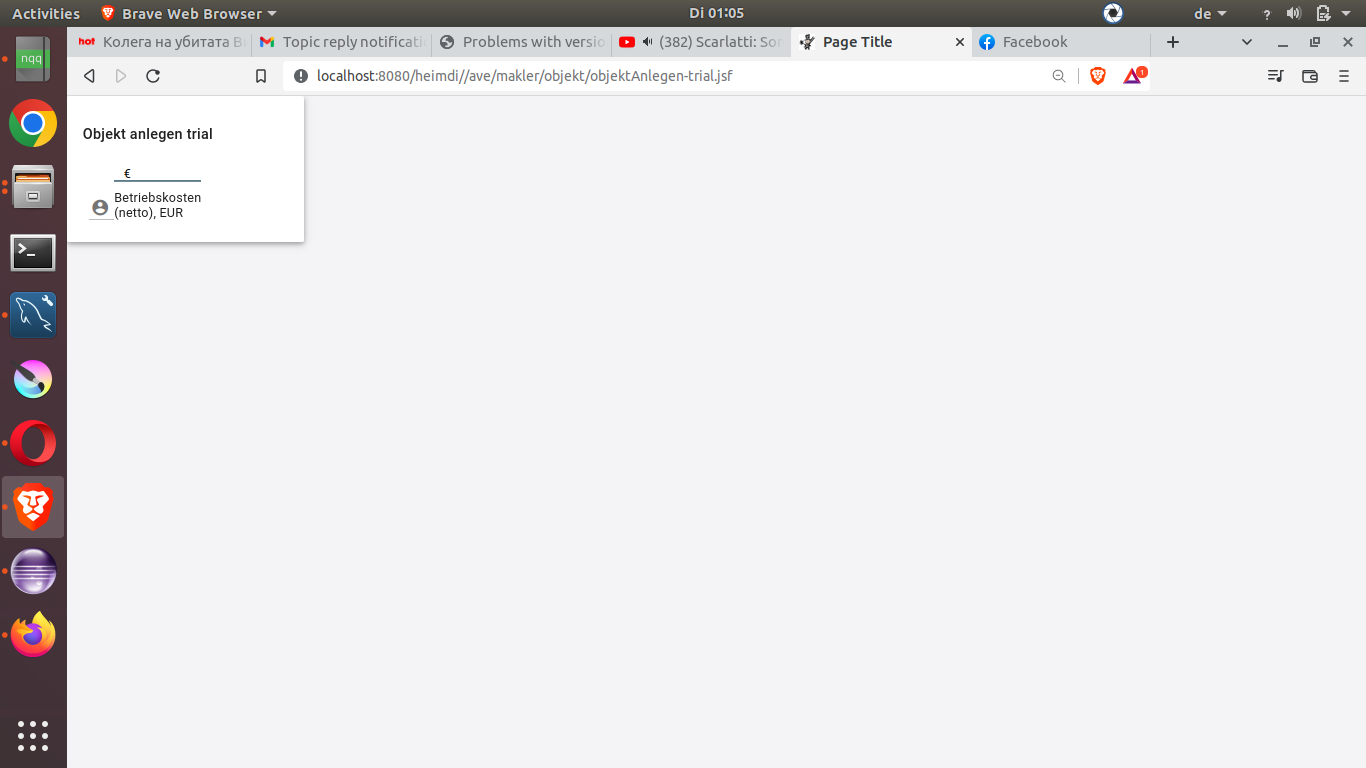 Activities
Brave Web Browser
Di 01:05
de
?
hot Колега на убитата В
Topic reply notificati
Problems with versio
(382) Scarlatti: Sor
Page Title
Facebook
localhost:8080/heimdi//ave/makler/objekt/objektAnlegen-trial.jsf
1
nqq
Objekt anlegen trial
€
Betriebskosten
(netto), EUR